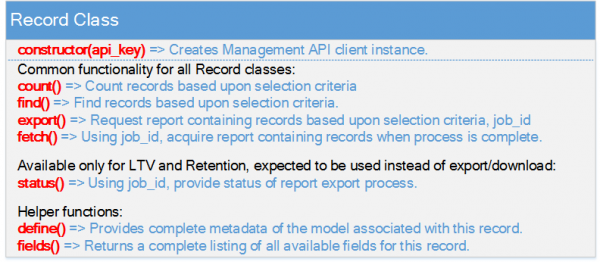 Record Class
constructor(api_key) => Creates Management API client instance.
Common functionality for all Record classes:
count() => Count records based upon selection criteria
find() => Find records based upon selection criteria.
export() => Request report containing records based upon selection criteria, job_id
fetch() => Using job_id, acquire report containing records when process is complete.
Available only for LTV and Retention, expected to be used instead of export/download:
status() => Using job_id, provide status of report export process.
Helper functions:
define() => Provides complete metadata of the model associated with this record.
fields() => Returns a complete listing of all available fields for this record.